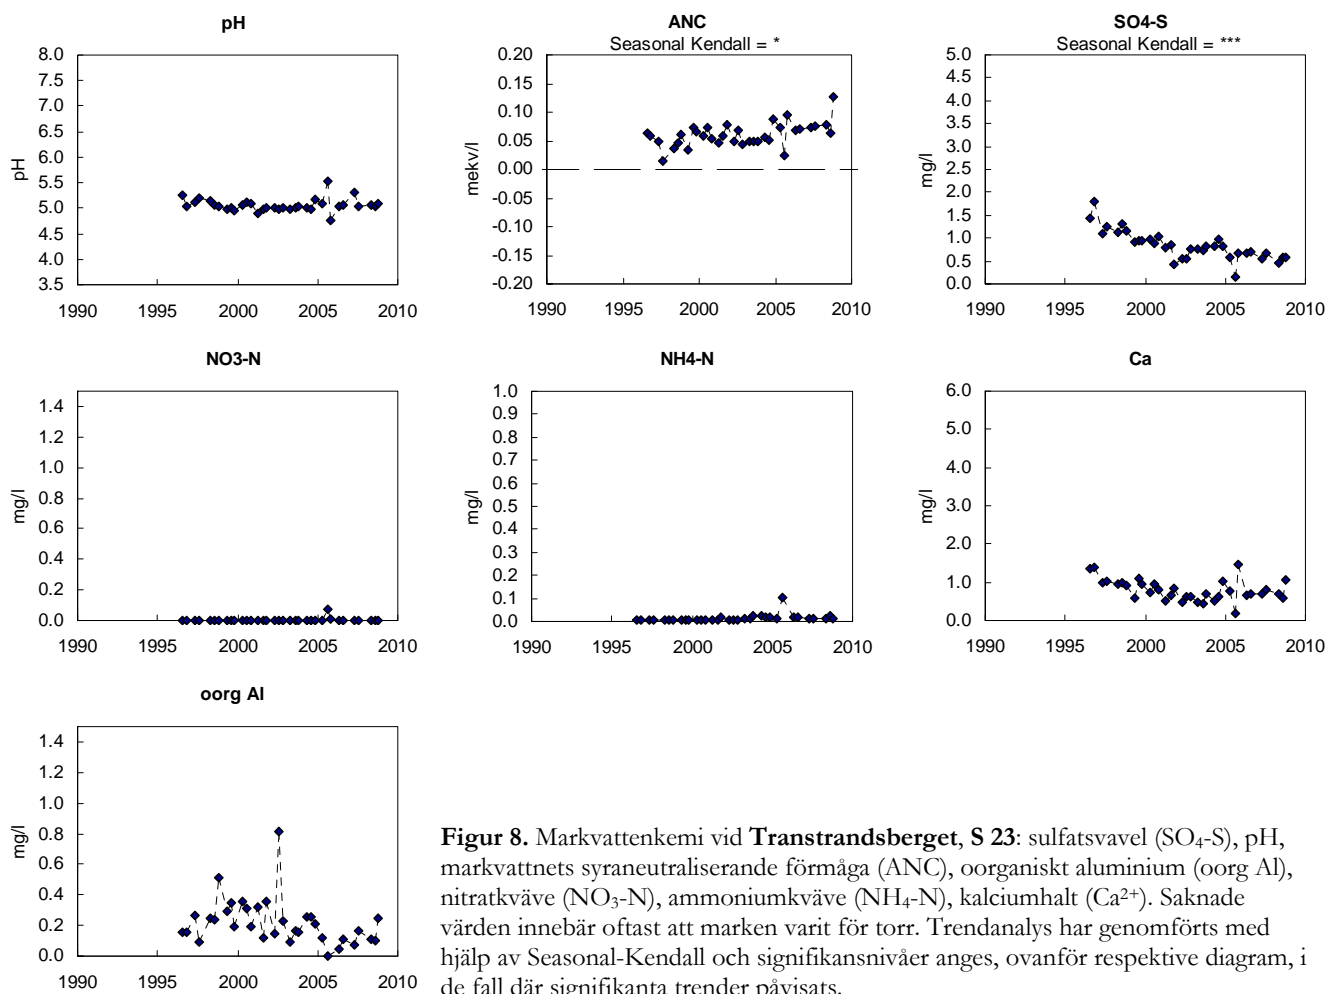 pH
8.0
7.5
7.0
6.5
6.0
5.5
5.0
4.5
4.0
3.5
pH
1990 1995 2000 2005 2010
ANC
Seasonal Kendall = *
0.20
0.15
0.10
0.05
0.00
-0.05
-0.10
-0.15
-0.20
mekv/l
1990 1995 2000 2005 2010
SO4-S
Seasonal Kendall = ***
5.0
4.5
4.0
3.5
3.0
2.5
2.0
1.5
1.0
0.5
0.0
mg/l
1990 1995 2000 2005 2010
NO3-N
1.4
1.2
1.0
0.8
0.6
0.4
0.2
0.0
mg/l
1990 1995 2000 2005 2010
NH4-N
1.0
0.9
0.8
0.7
0.6
0.5
0.4
0.3
0.2
0.1
0.0
mg/l
1990 1995 2000 2005 2010
Ca
6.0
5.0
4.0
3.0
2.0
1.0
0.0
mg/l
1990 1995 2000 2005 2010
oorg Al
1.4
1.2
1.0
0.8
0.6
0.4
0.2
0.0
mg/l
1990 1995 2000 2005 2010
Figur 8. Markvattenkemi vid Transtrandsberget, S 23: sulfatsvavel (SO₄-S), pH,
markvattnets syraneutraliserande förmåga (ANC), oorganiskt aluminium (oorg Al),
nitratkväve (NO₃-N), ammoniumkväve (NH₄-N), kalciumhalt (Ca²⁺). Saknade
värden innebär oftast att marken varit för torr. Trendanalys har genomförts med
hjälp av Seasonal-Kendall och signifikansnivåer anges, ovanför respektive diagram, i
de fall där signifikanta trender påvisats.